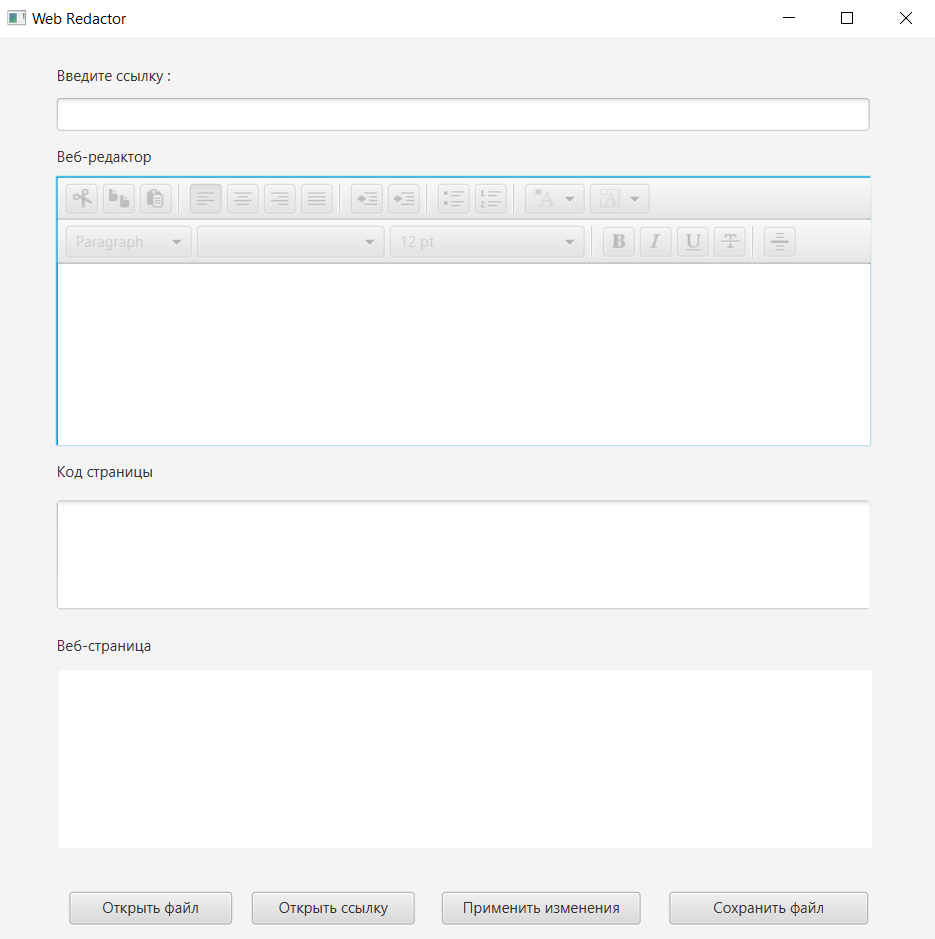 Web Redactor
Введите ссылку :
Веб-редактор
Paragraph 12 pt B I U T
Код страницы
Веб-страница
Открыть файл Открыть ссылку Применить изменения Сохранить файл